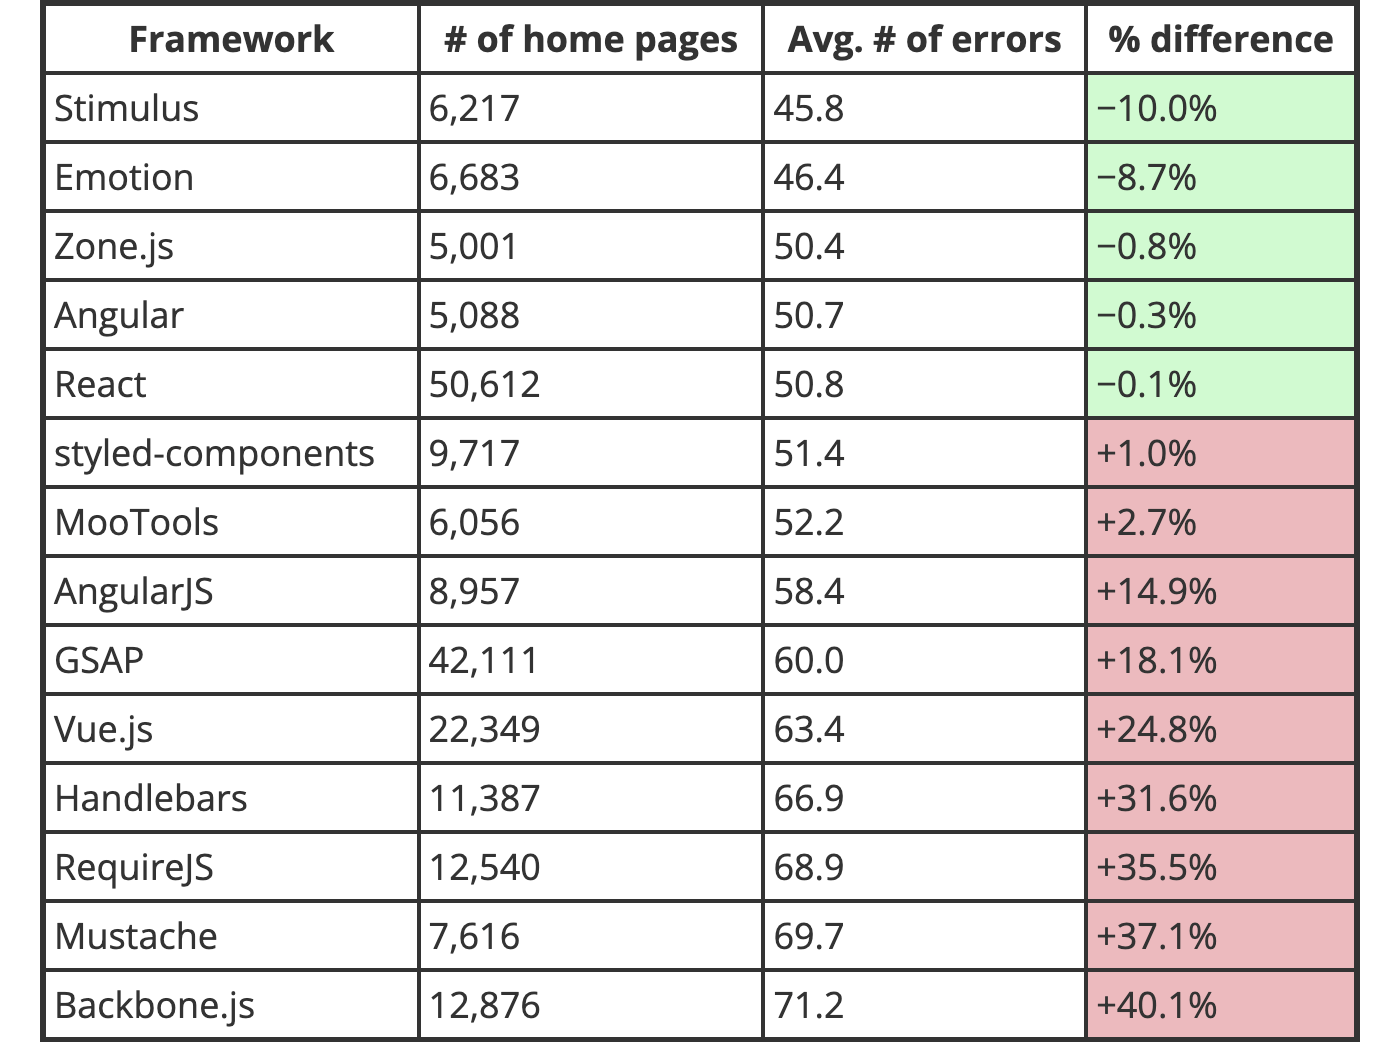 Framework # of home pages Avg. # of errors % difference
Stimulus 6,217 45.8 −10.0%
Emotion 6,683 46.4 −8.7%
Zone.js 5,001 50.4 −0.8%
Angular 5,088 50.7 −0.3%
React 50,612 50.8 −0.1%
styled-components 9,717 51.4 +1.0%
MooTools 6,056 52.2 +2.7%
AngularJS 8,957 58.4 +14.9%
GSAP 42,111 60.0 +18.1%
Vue.js 22,349 63.4 +24.8%
Handlebars 11,387 66.9 +31.6%
RequireJS 12,540 68.9 +35.5%
Mustache 7,616 69.7 +37.1%
Backbone.js 12,876 71.2 +40.1%